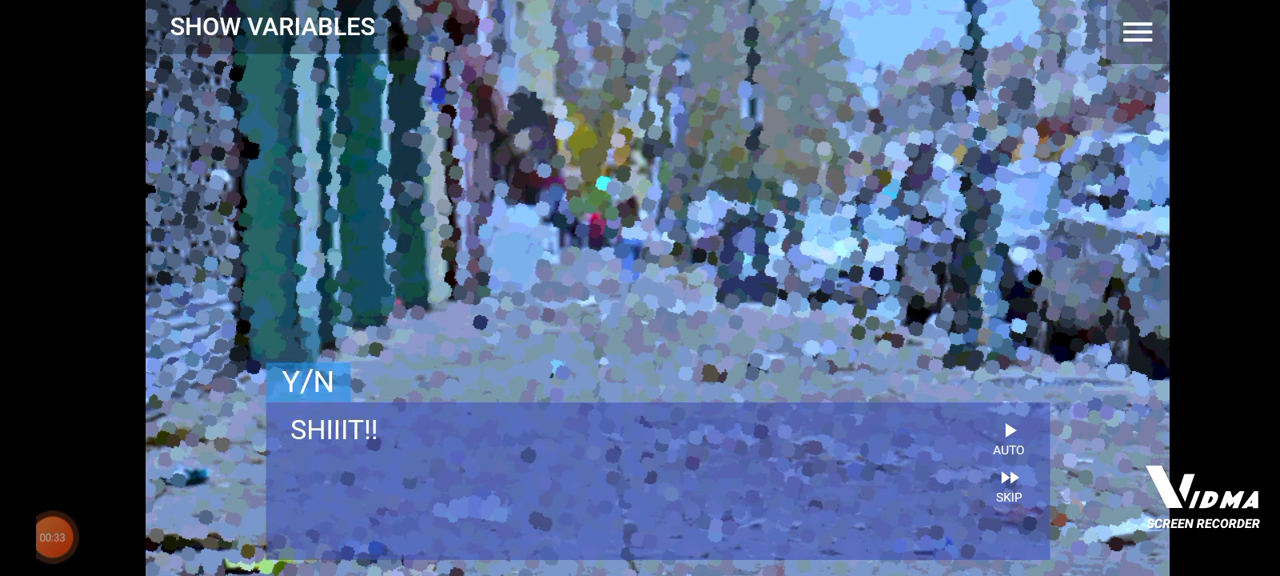 SHOW VARIABLES
Y/N
SHIIIT!!
AUTO
SKIP
VIDMA
SCREEN RECORDER
00:33